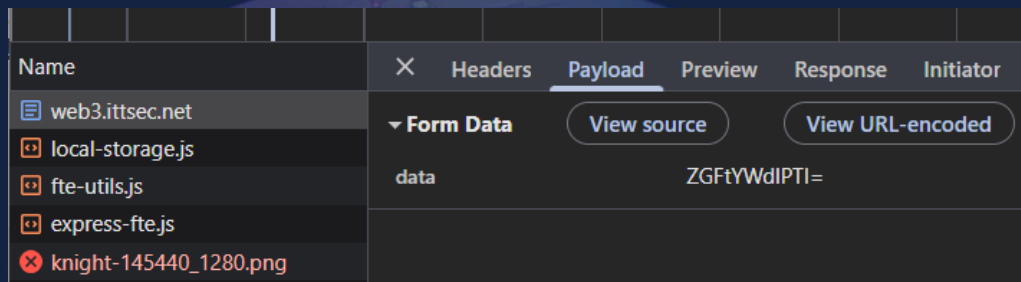 Name
Headers Payload Preview Response Initiator
web3.ittsec.net
Form Data View source View URL-encoded
local-storage.js
data ZGFtYWdlPTI=
fte-utils.js
express-fte.js
knight-145440_1280.png